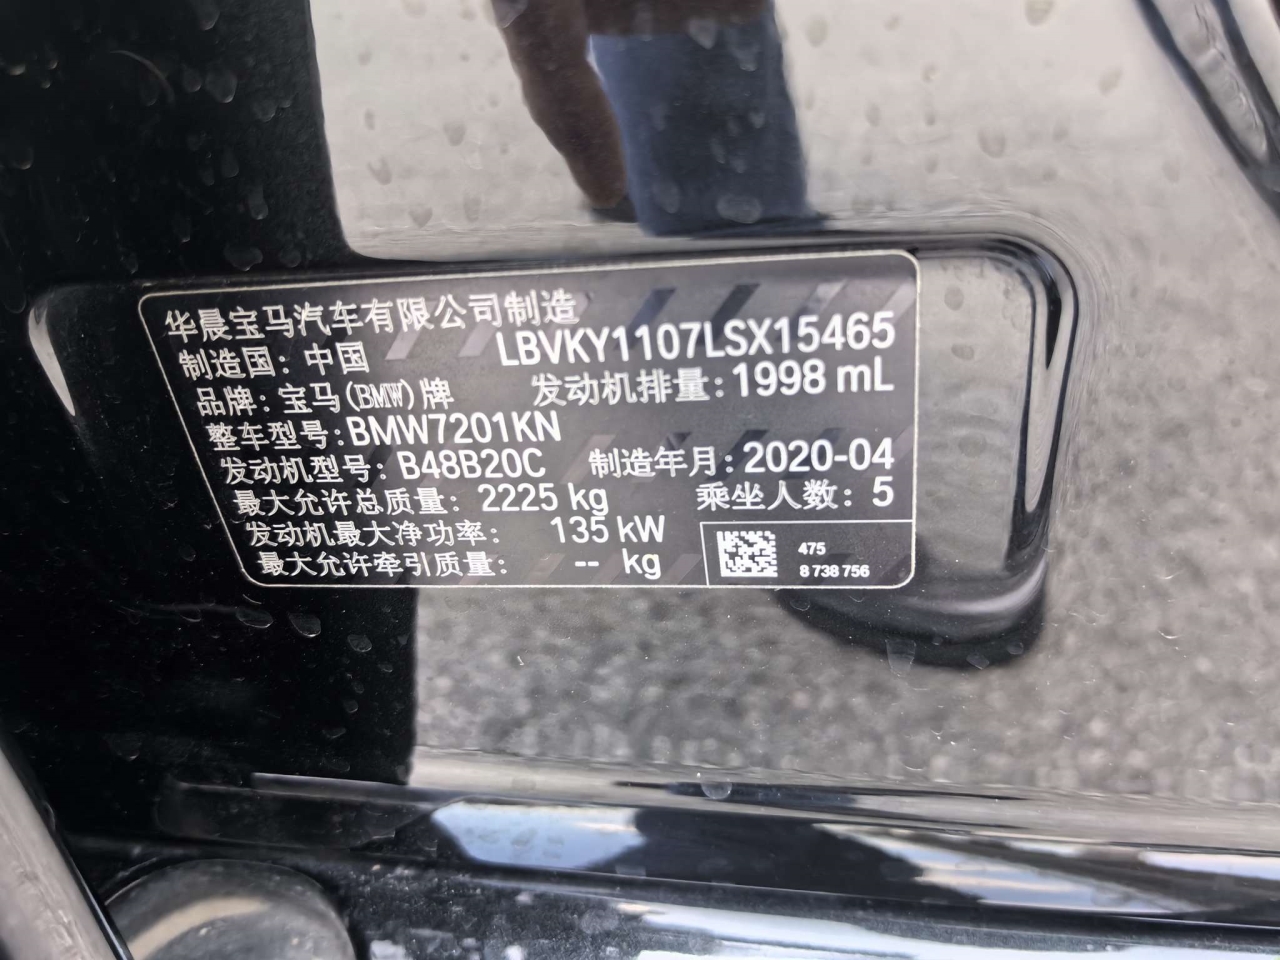 华晨宝马汽车有限公司制造
制造国: 中国 LBVKY1107LSX15465
品牌: 宝马(BMW)牌 发动机排量: 1998 mL
整车型号: BMW7201KN
发动机型号: B48B20C 制造年月: 2020-04
最大允许总质量: 2225 kg 乘坐人数: 5
发动机最大净功率: 135 kW
最大允许牵引质量: -- kg
475
8 738 756